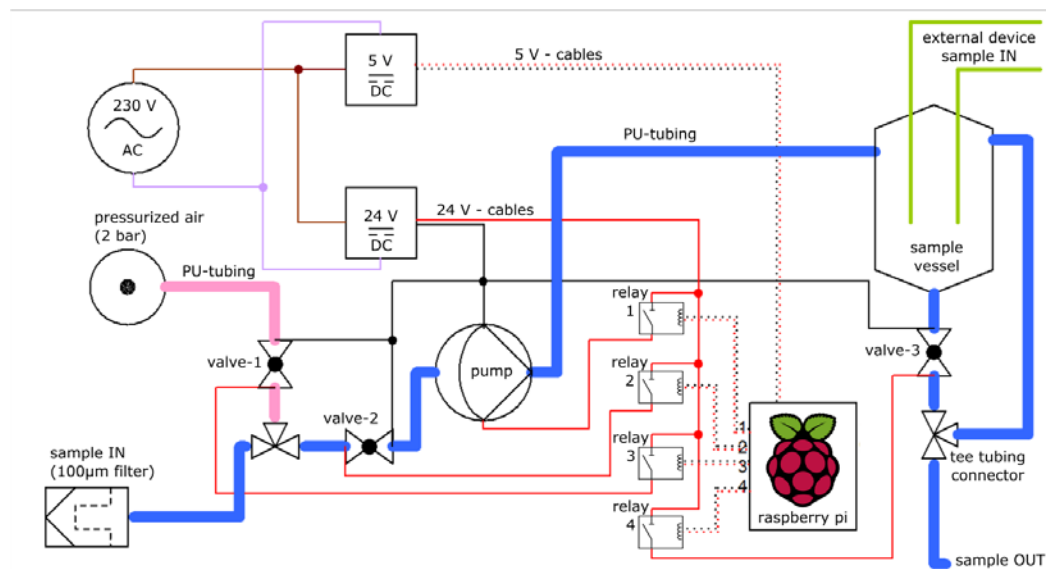 230 V
AC
5 V
DC
5 V - cables
external device
sample IN
PU-tubing
pressurized air
(2 bar)
24 V
DC
24 V - cables
PU-tubing
sample
vessel
relay
1
valve-1
pump
valve-3
relay
2
valve-2
relay
3
1
2
3
4
sample IN
(100µm filter)
tee tubing
connector
relay
4
raspberry pi
sample OUT